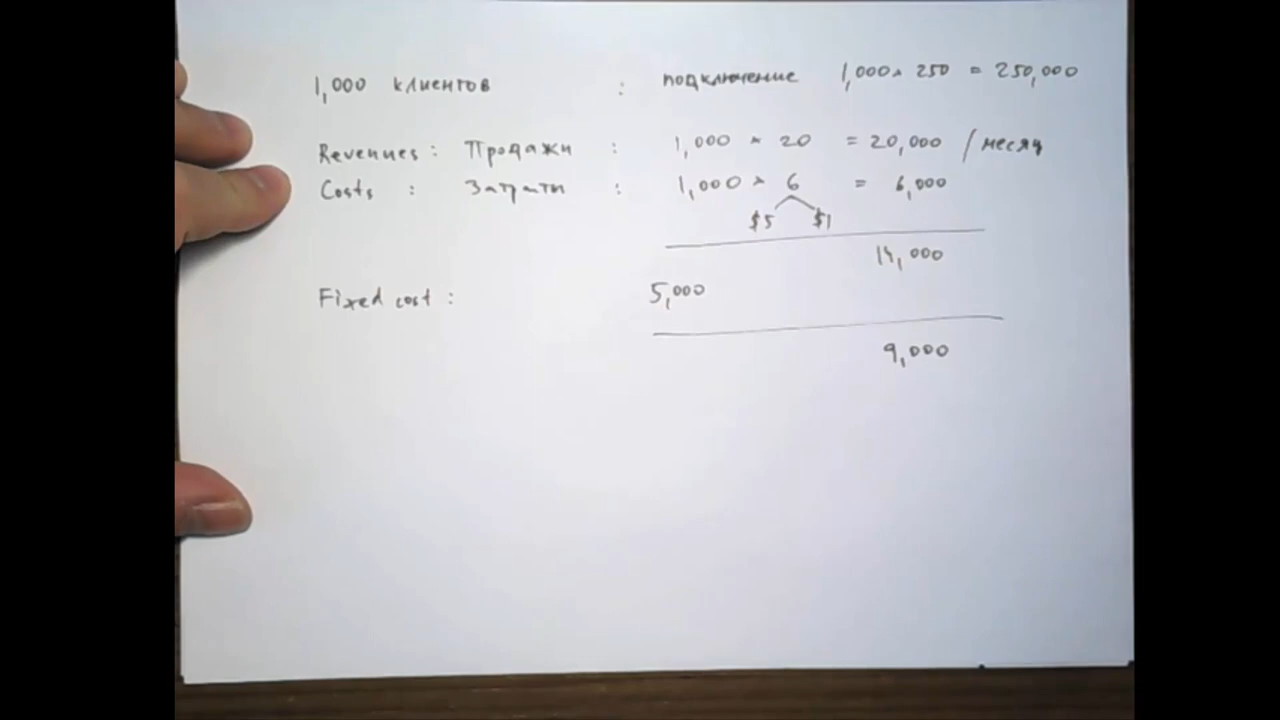 1,000 клиентов : подключение 1,000 × 250 = 250,000
Revenues : Продажи : 1,000 × 20 = 20,000 / месяц
Costs : Затраты : 1,000 × 6 = 6,000
$5 $1
14,000
Fixed cost : 5,000
9,000